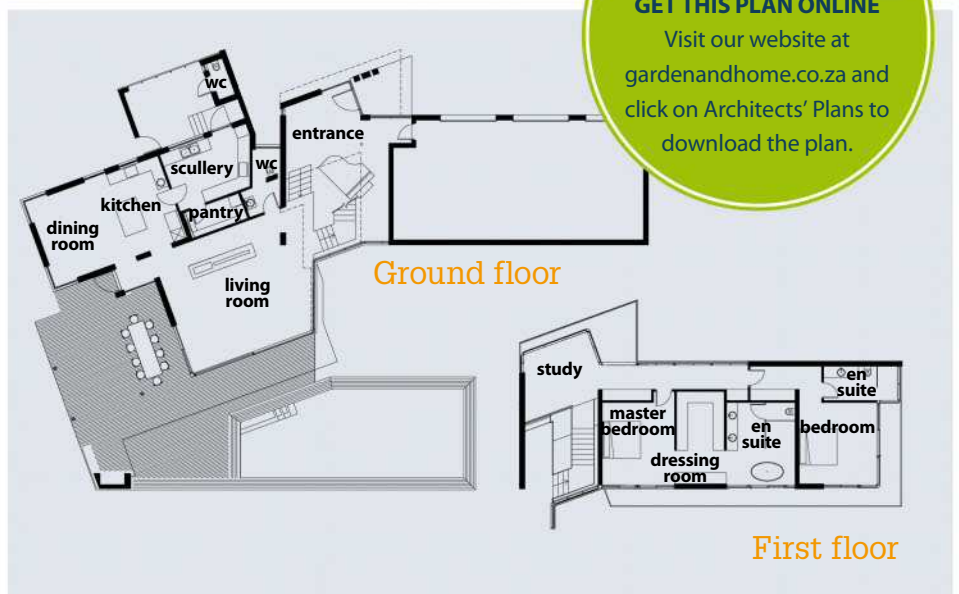 GET THIS PLAN ONLINE
Visit our website at
gardenandhome.co.za and
click on Architects' Plans to
download the plan.
wc
entrance
scullery
wc
kitchen
pantry
dining
room
living
room
Ground floor
study
en
suite
master
bedroom
en
suite
bedroom
dressing
room
First floor